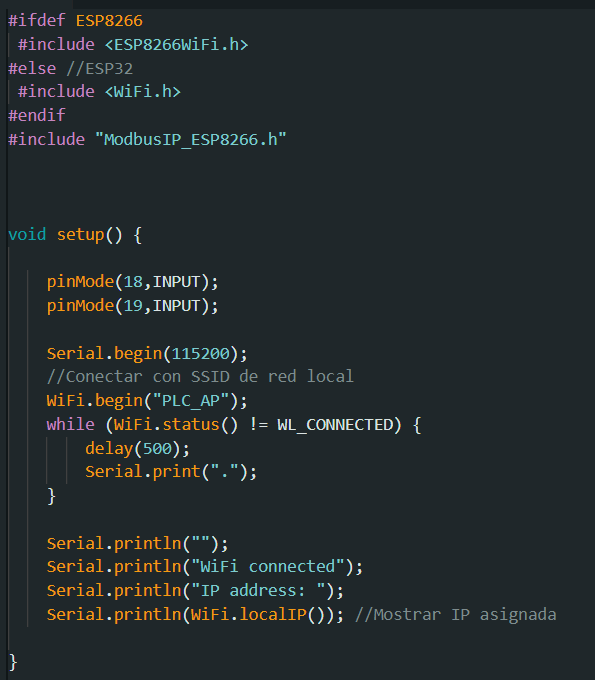 #ifdef ESP8266
#include <ESP8266WiFi.h>
#else //ESP32
#include <WiFi.h>
#endif
#include "ModbusIP_ESP8266.h"
void setup() {
pinMode(18,INPUT);
pinMode(19,INPUT);
Serial.begin(115200);
//Conectar con SSID de red local
WiFi.begin("PLC_AP");
while (WiFi.status() != WL_CONNECTED) {
delay(500);
Serial.print(".");
}
Serial.println("");
Serial.println("WiFi connected");
Serial.println("IP address: ");
Serial.println(WiFi.localIP()); //Mostrar IP asignada
}